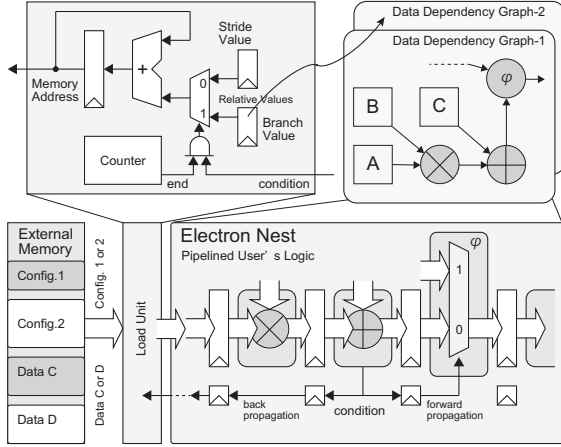 Stride
Value
Memory
Address
+
0
1
Relative Values
Branch
Value
Counter
end
condition
Data Dependency Graph-2
Data Dependency Graph-1
φ
B
C
A
External
Memory
Config.1
Config.2
Data C
Data D
Config. 1 or 2
Data C or D
Load Unit
Electron Nest
Pipelined User’ s Logic
φ
1
0
back
propagation
condition
forward
propagation